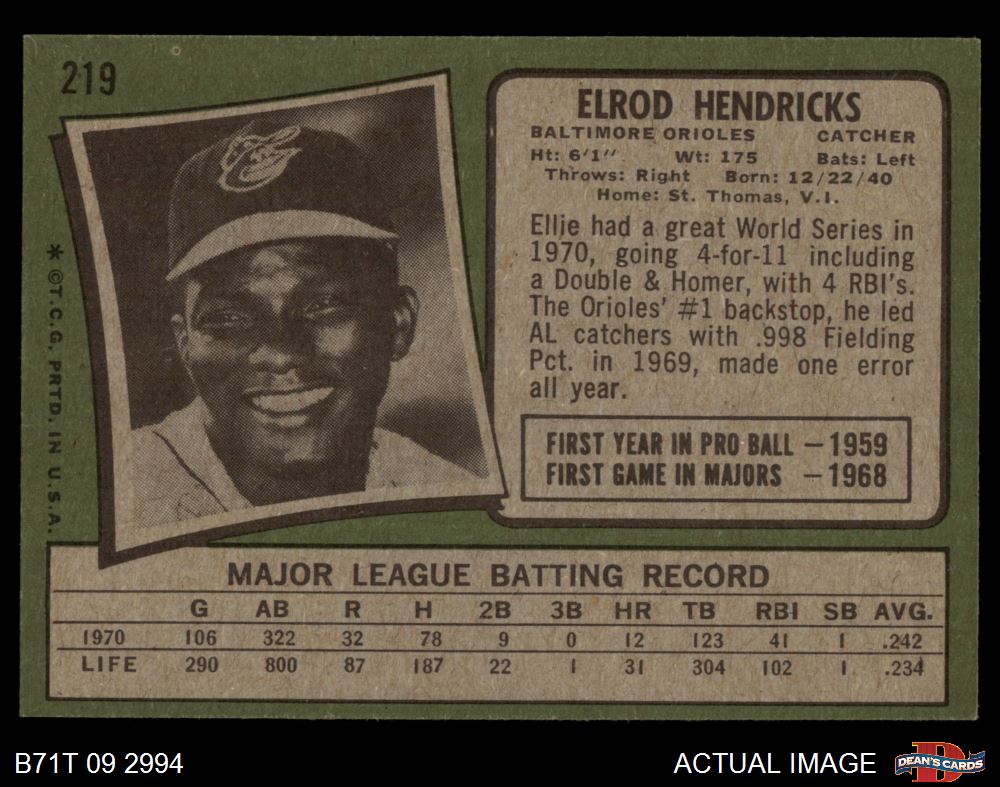 219
ELROD HENDRICKS
BALTIMORE ORIOLES CATCHER
Ht: 6'1" Wt: 175 Bats: Left
Throws: Right Born: 12/22/40
Home: St. Thomas, V.I.
Ellie had a great World Series in
1970, going 4-for-11 including
a Double & Homer, with 4 RBI's.
The Orioles' #1 backstop, he led
AL catchers with .998 Fielding
Pct. in 1969, made one error
all year.
FIRST YEAR IN PRO BALL — 1959
FIRST GAME IN MAJORS — 1968
* ©T.C.G. PRTD. IN U.S.A.
MAJOR LEAGUE BATTING RECORD
G AB R H 2B 3B HR TB RBI SB AVG.
1970 106 322 32 78 9 0 12 123 41 1 .242
LIFE 290 800 87 187 22 1 31 304 102 1 .234
B71T 09 2994 ACTUAL IMAGE
D
DEAN'S CARDS